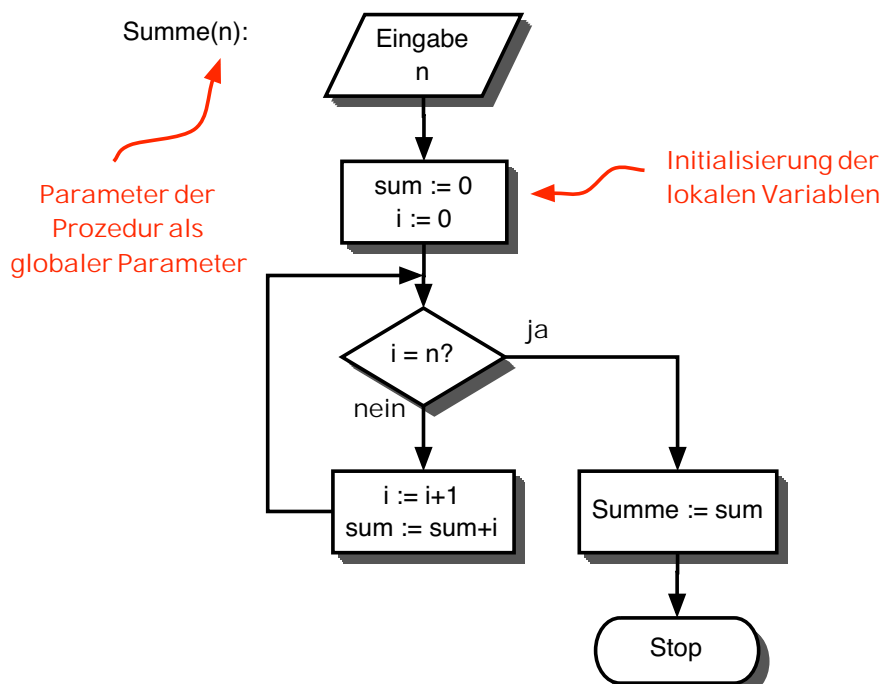 Summe(n):
Eingabe
n
Parameter der
Prozedur als
globaler Parameter
sum := 0
i := 0
Initialisierung der
lokalen Variablen
i = n?
ja
nein
i := i+1
sum := sum+i
Summe := sum
Stop